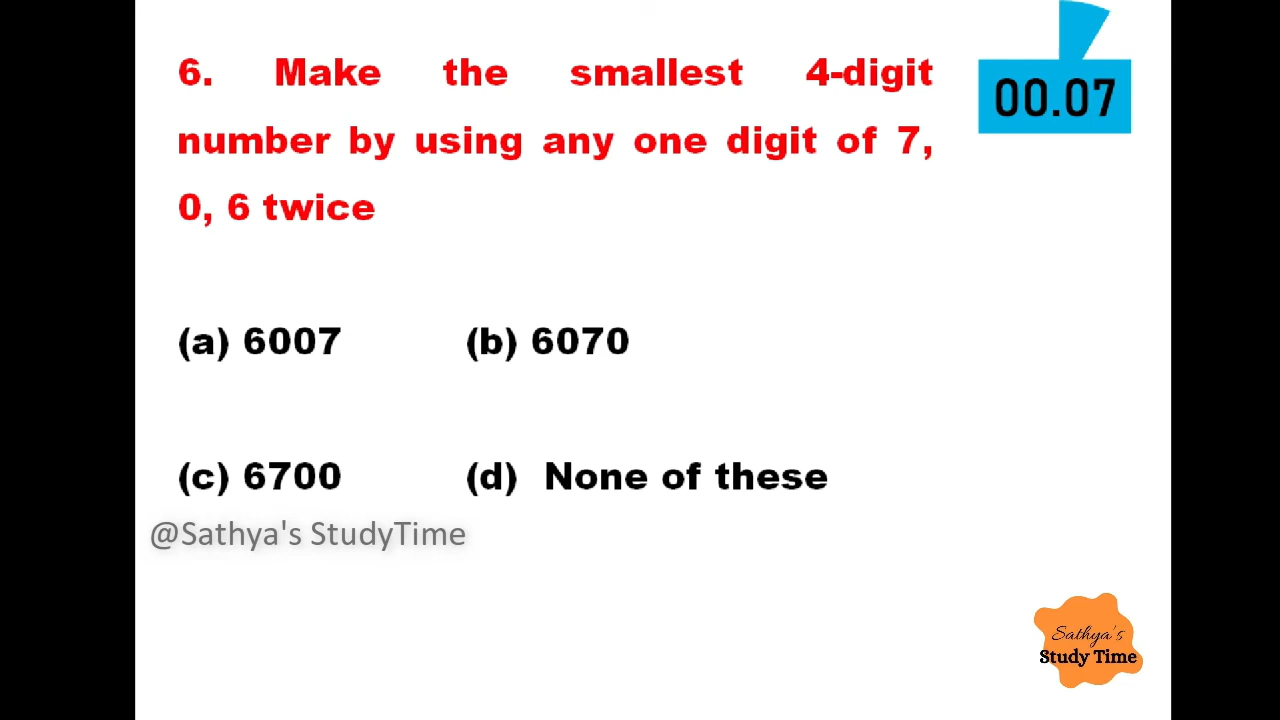 6. Make the smallest 4-digit
00.07
number by using any one digit of 7,
0, 6 twice
(a) 6007 (b) 6070
(c) 6700 (d) None of these
@Sathya's StudyTime
Sathya's
Study Time